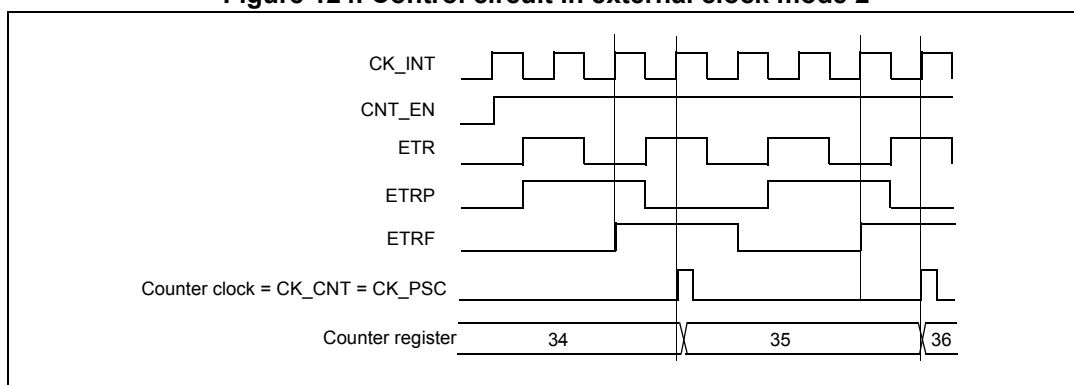 Figure 124. Control circuit in external clock mode 2
CK_INT
CNT_EN
ETR
ETRP
ETRF
Counter clock = CK_CNT = CK_PSC
Counter register 34 35 36